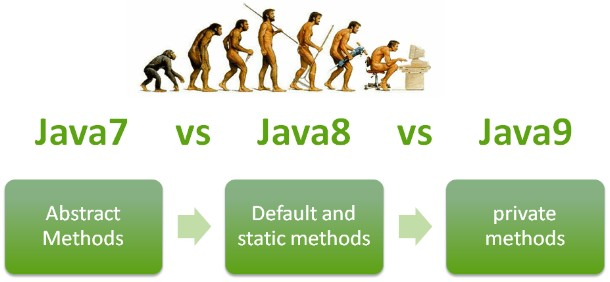 Java7 vs Java8 vs Java9
Abstract
Methods
Default and
static methods
private
methods